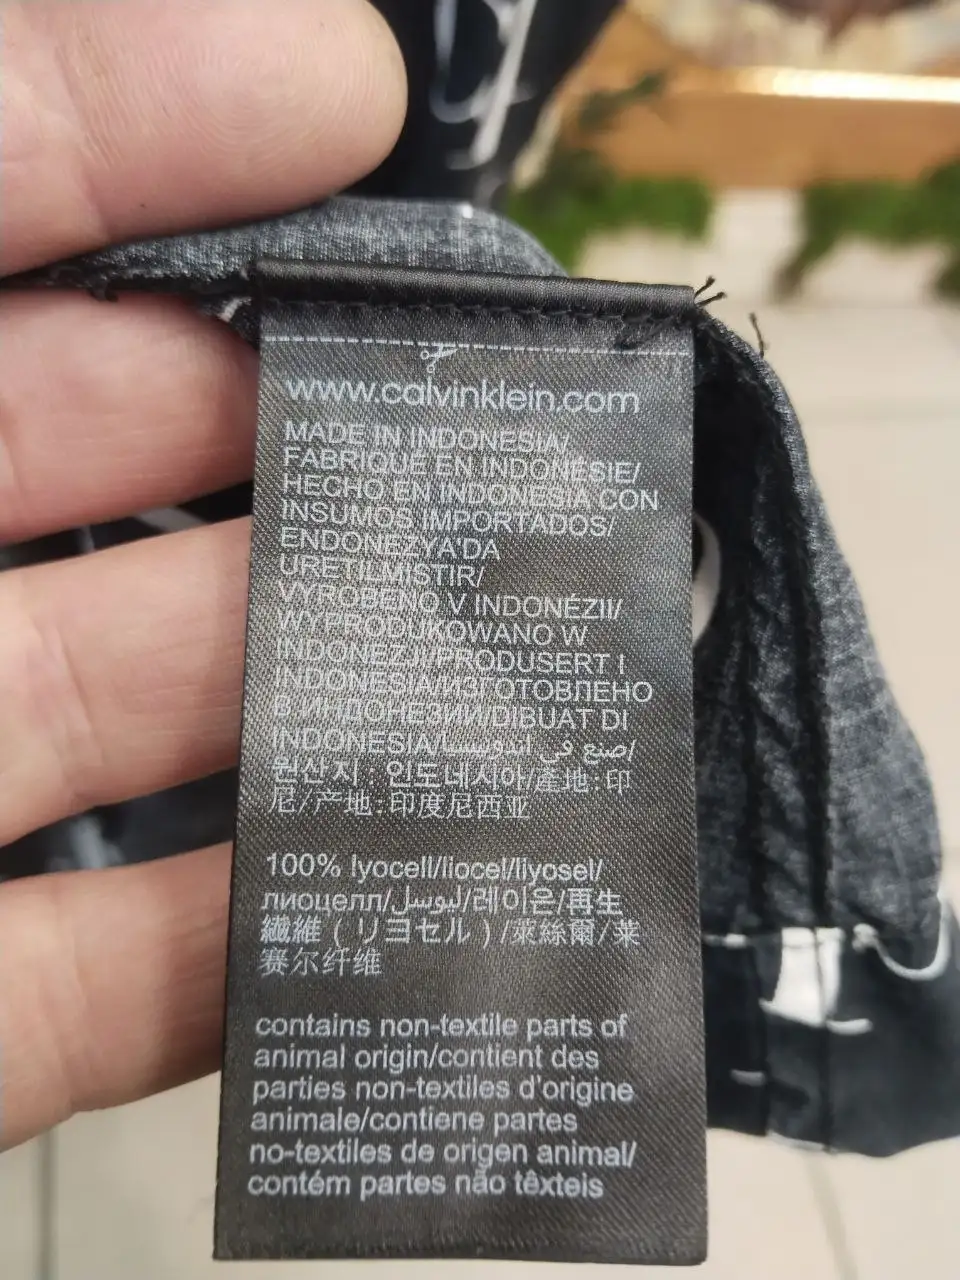 www.calvinklein.com
MADE IN INDONESIA/
FABRIQUÉ EN INDONÉSIE/
HECHO EN INDONESIA CON
INSUMOS IMPORTADOS/
ENDONEZYA'DA
URETILMISTIR/
VYROBENO V INDONÉZII/
WYPRODUKOWANO W
INDONEZJI/PRODUSERT I
INDONESIA/ИЗГОТОВЛЕНО
В ИНДОНЕЗИИ/DIBUAT DI
INDONESIA/صنع في اندونيسيا/
원산지: 인도네시아/產地:印
尼/产地:印度尼西亚
100% lyocell/liocel/liyosel/
лиоцелл/ليوسل/레이온/再生
繊維 (リヨセル) /萊絲爾/莱
赛尔纤维
contains non-textile parts of
animal origin/contient des
parties non-textiles d'origine
animale/contiene partes
no-textiles de origen animal/
contém partes não têxteis